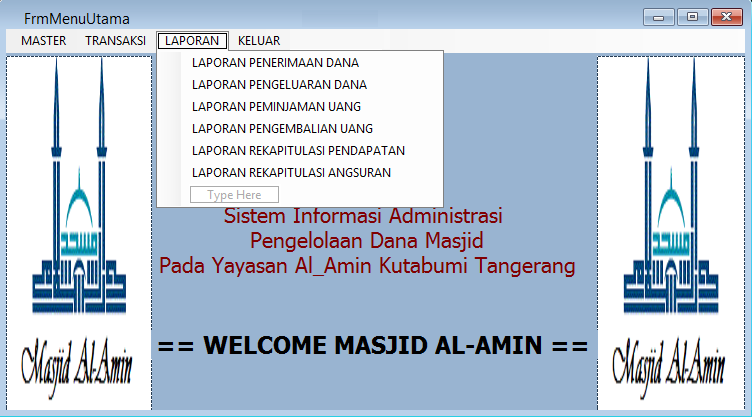 FrmMenuUtama
MASTER TRANSAKSI LAPORAN KELUAR
LAPORAN PENERIMAAN DANA
LAPORAN PENGELUARAN DANA
LAPORAN PEMINJAMAN UANG
LAPORAN PENGEMBALIAN UANG
LAPORAN REKAPITULASI PENDAPATAN
LAPORAN REKAPITULASI ANGSURAN
Type Here
Sistem Informasi Administrasi
Pengelolaan Dana Masjid
Pada Yayasan Al_Amin Kutabumi Tangerang
== WELCOME MASJID AL-AMIN ==
مسجد
Masjid Al-Amin
مسجد
Masjid Al-Amin